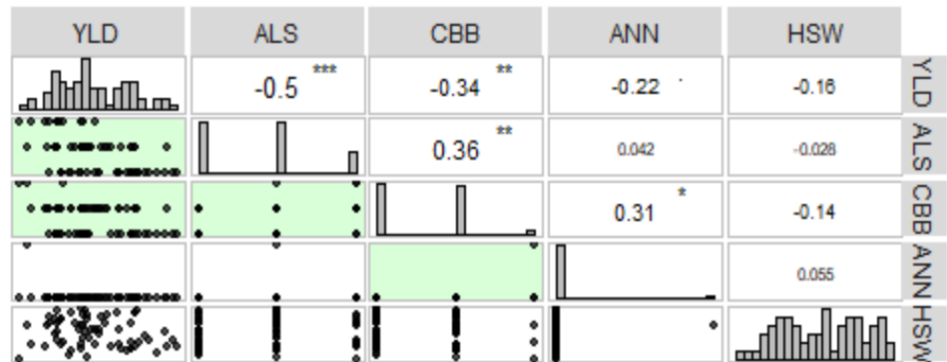 YLD ALS CBB ANN HSW
-0.5 *** -0.34 ** -0.22 . -0.16 YLD
0.36 ** 0.042 -0.028 ALS
0.31 * -0.14 CBB
0.055 ANN
HSW